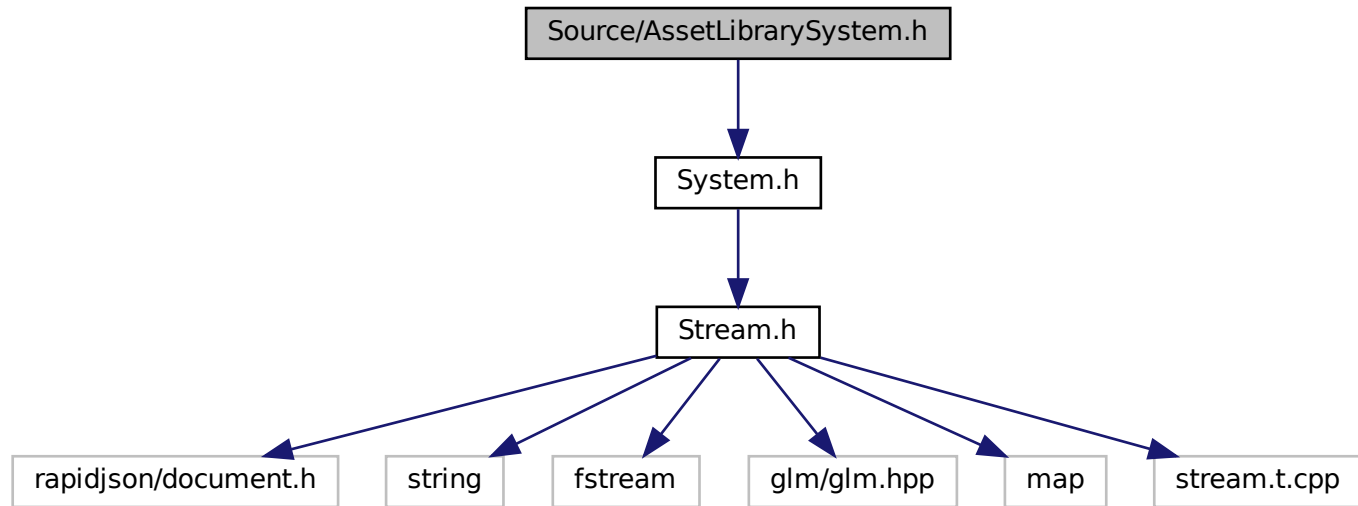 Source/AssetLibrarySystem.h
System.h
Stream.h
rapidjson/document.h
string
fstream
glm/glm.hpp
map
stream.t.cpp